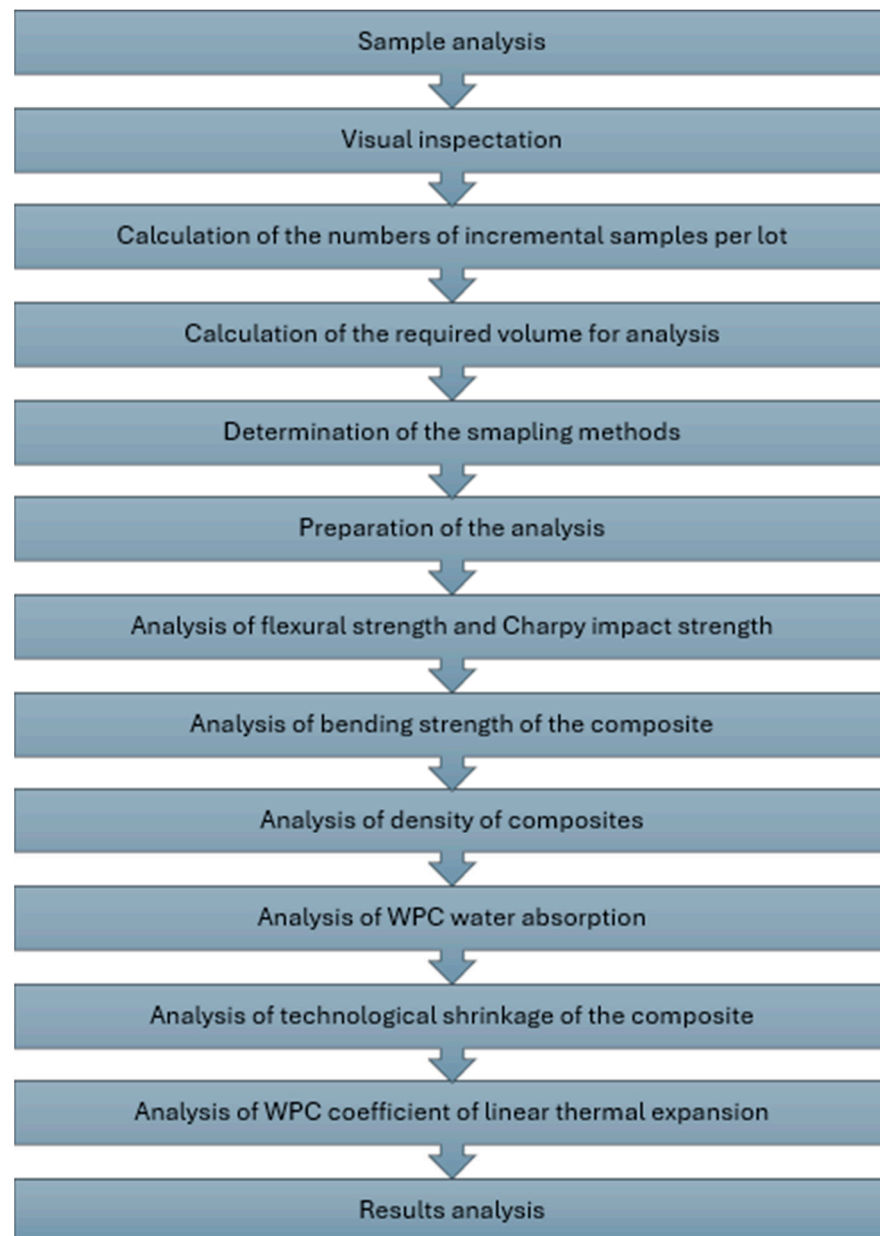 Sample analysis
Visual inspectation
Calculation of the numbers of incremental samples per lot
Calculation of the required volume for analysis
Determination of the smapling methods
Preparation of the analysis
Analysis of flexural strength and Charpy impact strength
Analysis of bending strength of the composite
Analysis of density of composites
Analysis of WPC water absorption
Analysis of technological shrinkage of the composite
Analysis of WPC coefficient of linear thermal expansion
Results analysis